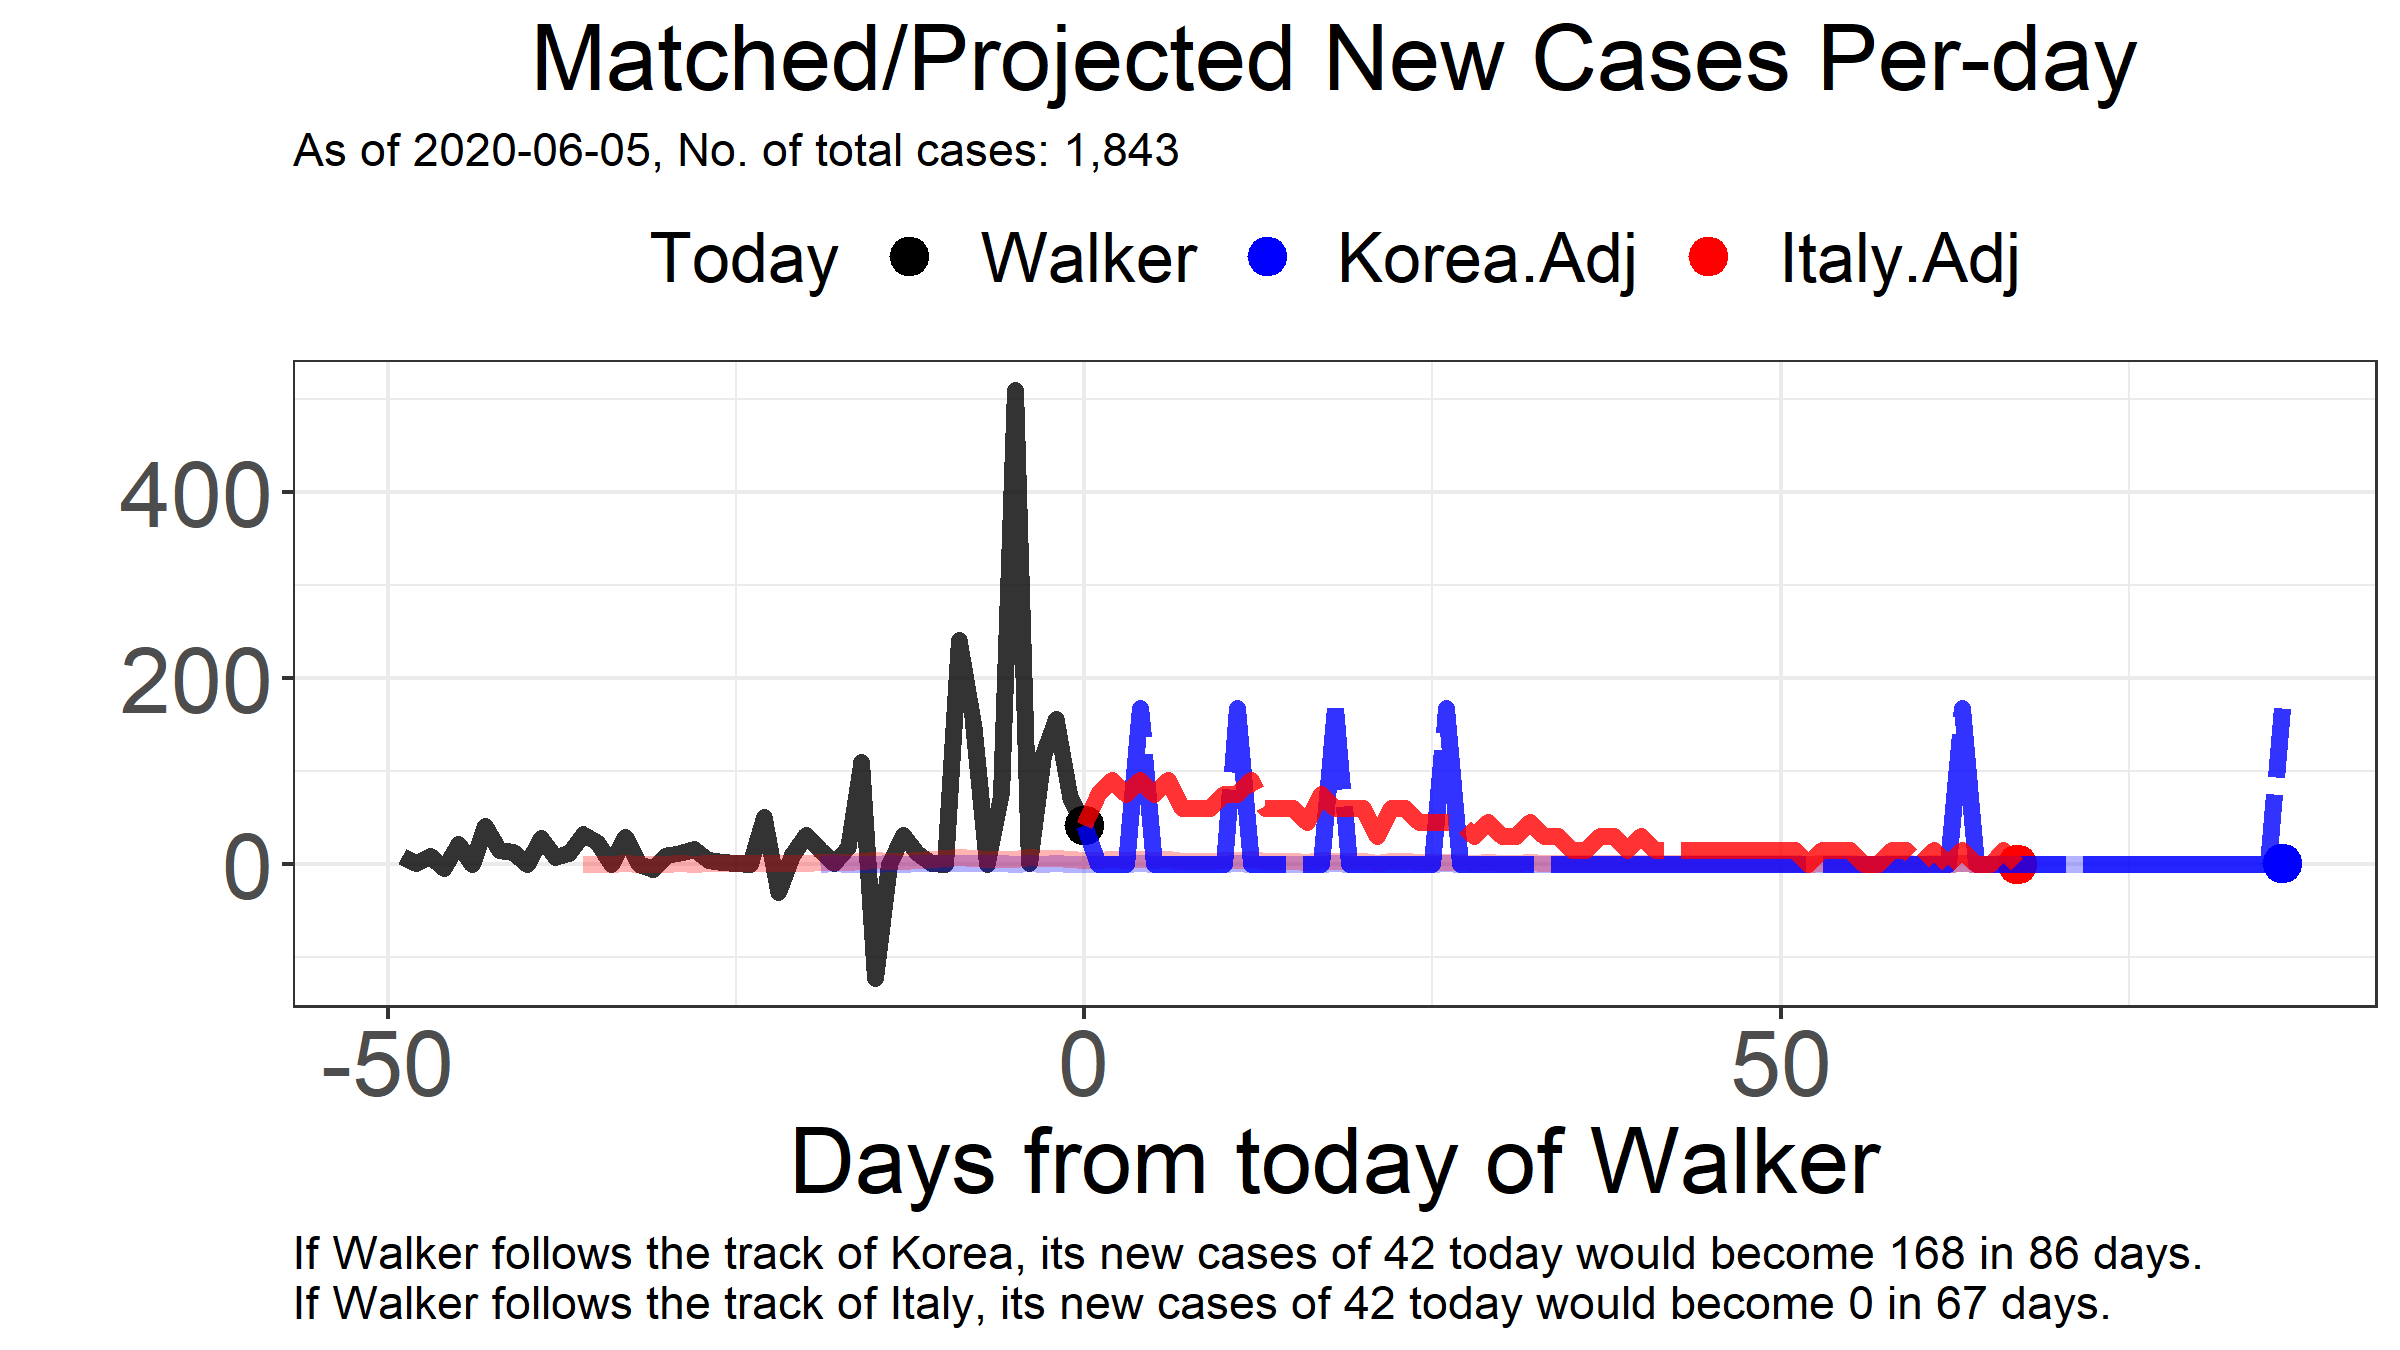 Matched/Projected New Cases Per-day
As of 2020-06-05, No. of total cases: 1,843
Today Walker Korea.Adj Italy.Adj
400
200
0
-50 0 50
Days from today of Walker
If Walker follows the track of Korea, its new cases of 42 today would become 168 in 86 days.
If Walker follows the track of Italy, its new cases of 42 today would become 0 in 67 days.